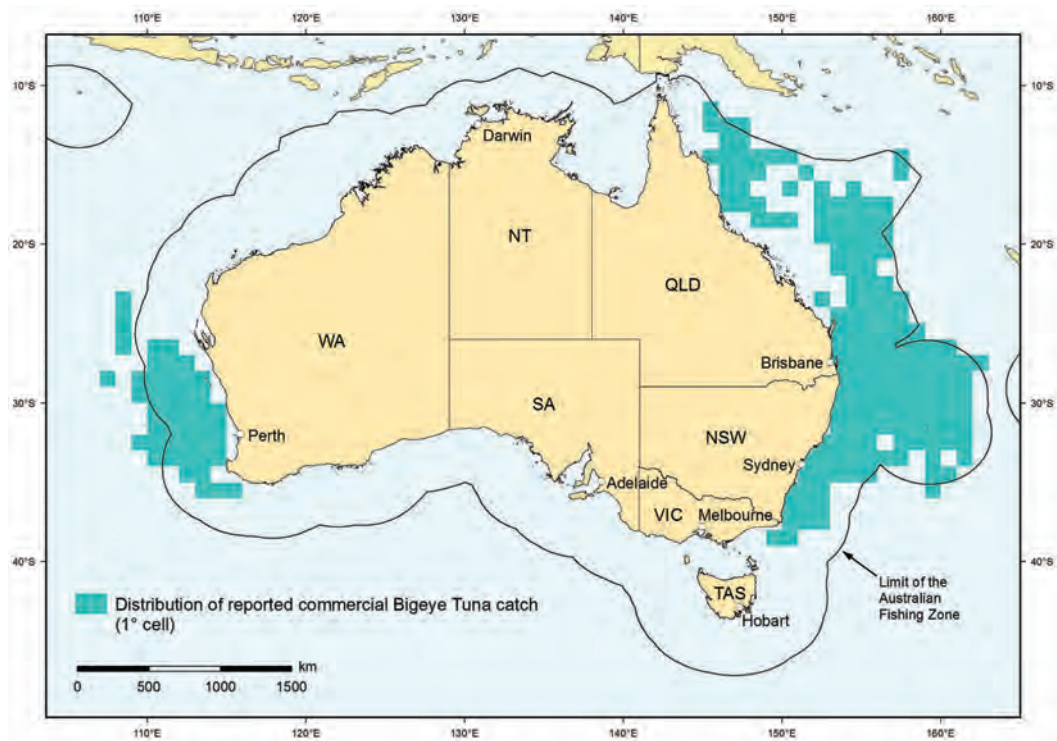 110°E 120°E 130°E 140°E 150°E 160°E
10°S 10°S
Darwin
20°S NT 20°S
QLD
WA
Brisbane
30°S SA 30°S
Perth NSW
Sydney
Adelaide
VIC Melbourne
40°S 40°S
Limit of the
Australian
Fishing Zone
TAS
Hobart
Distribution of reported commercial Bigeye Tuna catch
(1° cell)
km
0 500 1000 1500
110°E 120°E 130°E 140°E 150°E 160°E